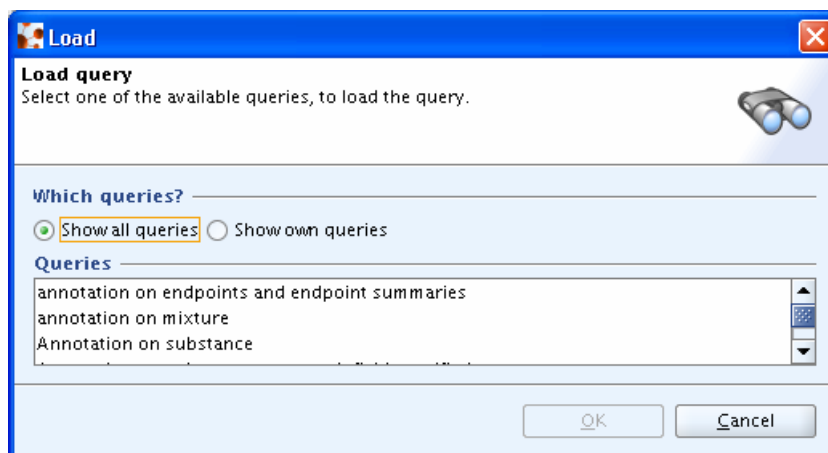 Load
Load query
Select one of the available queries, to load the query.
Which queries?
Show all queries Show own queries
Queries
annotation on endpoints and endpoint summaries
annotation on mixture
Annotation on substance
OK Cancel